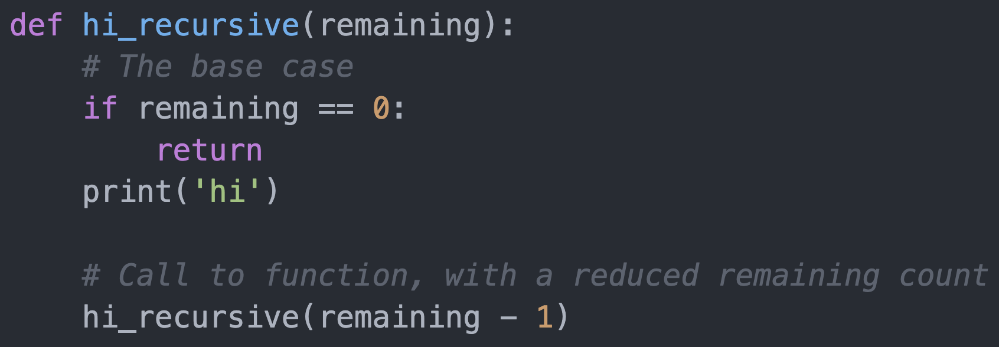 def hi_recursive(remaining):
    # The base case
    if remaining == 0:
        return
    print('hi')

    # Call to function, with a reduced remaining count
    hi_recursive(remaining - 1)